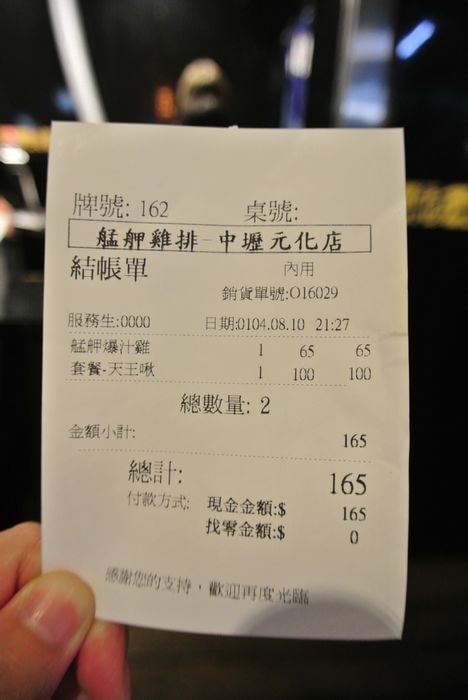 牌號: 162 桌號:
艋舺雞排-中壢元化店
結帳單 內用
銷貨單號:O16029
服務生:0000 日期:0104.08.10 21:27
艋舺爆汁雞 1 65 65
套餐-天王啾 1 100 100
總數量: 2
金額小計: 165
總計: 165
付款方式: 現金金額:$ 165
找零金額:$ 0
感謝您的支持，歡迎再度光臨